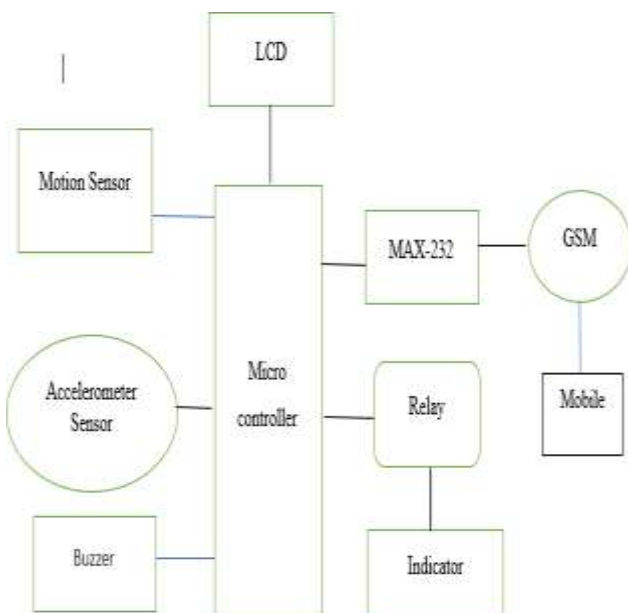 LCD
Motion Sensor
MAX-232
GSM
Accelerometer
Sensor
Micro
controller
Relay
Mobile
Buzzer
Indicator